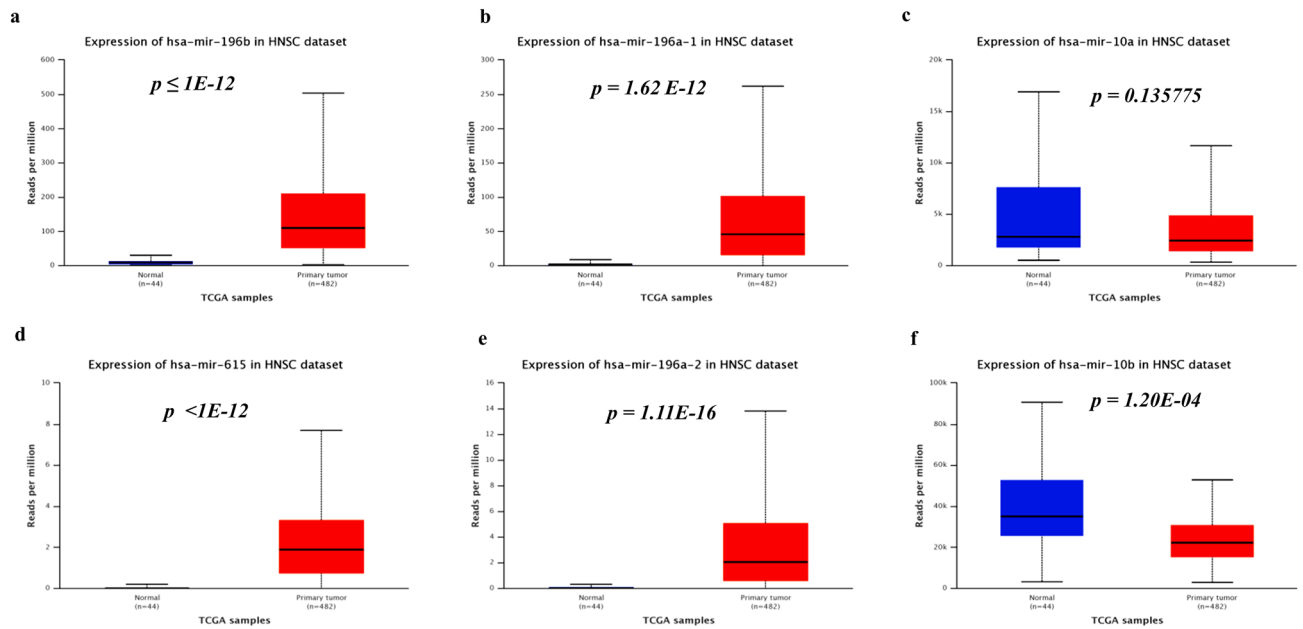 a
Expression of hsa-mir-196b in HNSC dataset
p ≤ 1E-12
Reads per million
600
500
400
300
200
100
0
Normal
(n=44)
Primary tumor
(n=482)
TCGA samples
b
Expression of hsa-mir-196a-1 in HNSC dataset
p = 1.62 E-12
Reads per million
300
250
200
150
100
50
0
Normal
(n=44)
Primary tumor
(n=482)
TCGA samples
c
Expression of hsa-mir-10a in HNSC dataset
p = 0.135775
Reads per million
20k
15k
10k
5k
0
Normal
(n=44)
Primary tumor
(n=482)
TCGA samples
d
Expression of hsa-mir-615 in HNSC dataset
p <1E-12
Reads per million
10
8
6
4
2
0
Normal
(n=44)
Primary tumor
(n=482)
TCGA samples
e
Expression of hsa-mir-196a-2 in HNSC dataset
p = 1.11E-16
Reads per million
16
14
12
10
8
6
4
2
0
Normal
(n=44)
Primary tumor
(n=482)
TCGA samples
f
Expression of hsa-mir-10b in HNSC dataset
p = 1.20E-04
Reads per million
100k
80k
60k
40k
20k
0
Normal
(n=44)
Primary tumor
(n=482)
TCGA samples